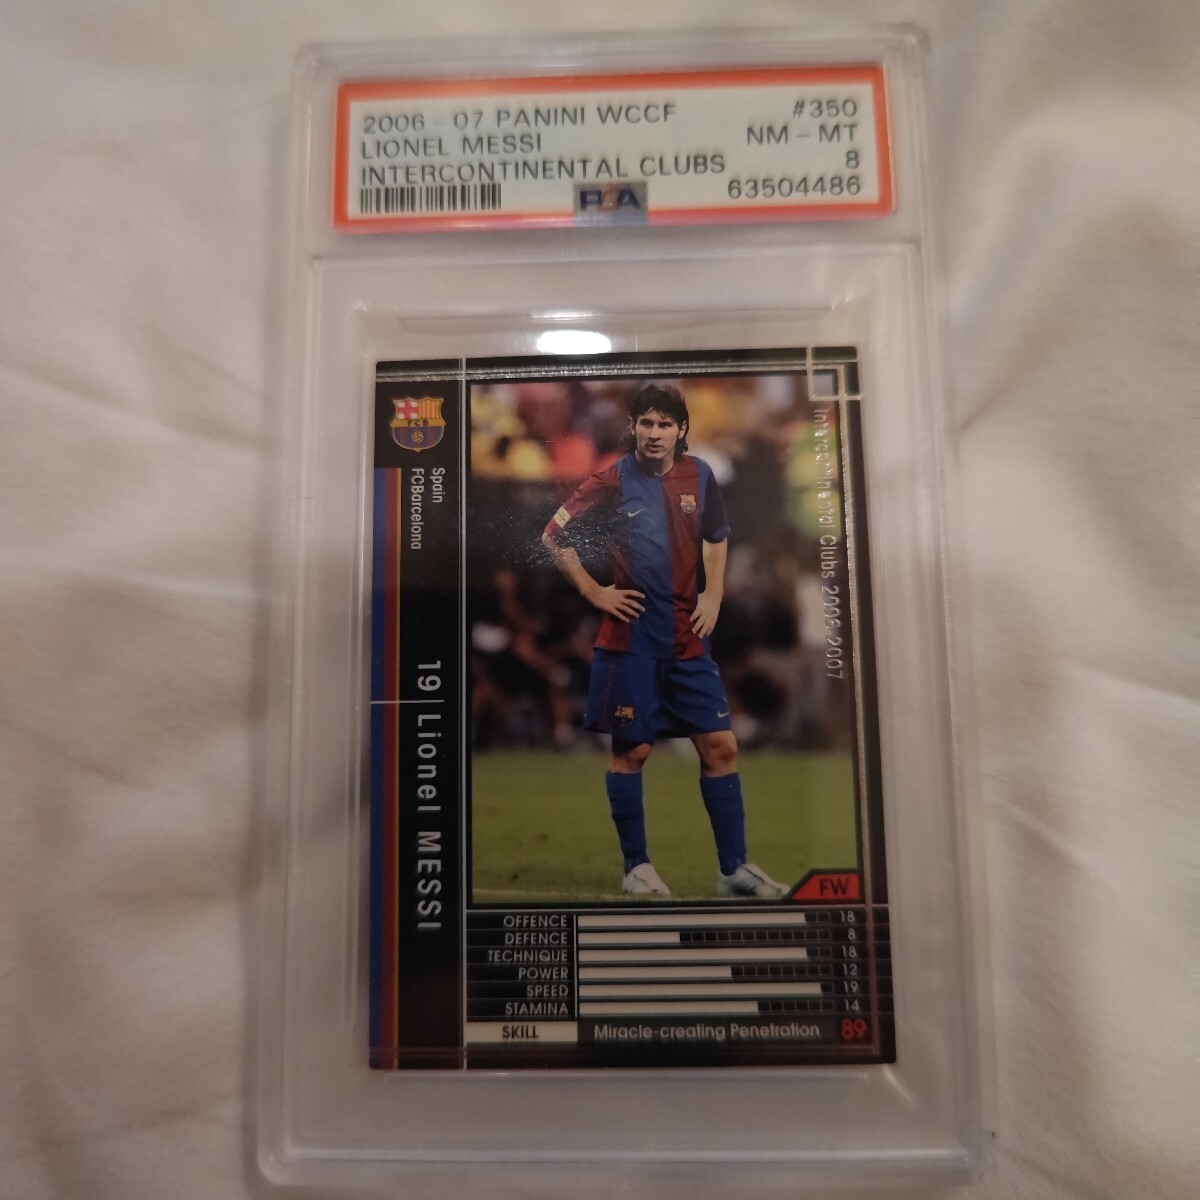 2006 - 07 PANINI WCCF #350
LIONEL MESSI NM - MT
INTERCONTINENTAL CLUBS 8
PSA 63504486
FCB
Spain
FCBarcelona
19 Lionel MESSI
Intercontinental Clubs 2006-2007
FW
OFFENCE 18
DEFENCE 8
TECHNIQUE 18
POWER 12
SPEED 19
STAMINA 14
SKILL Miracle-creating Penetration 89